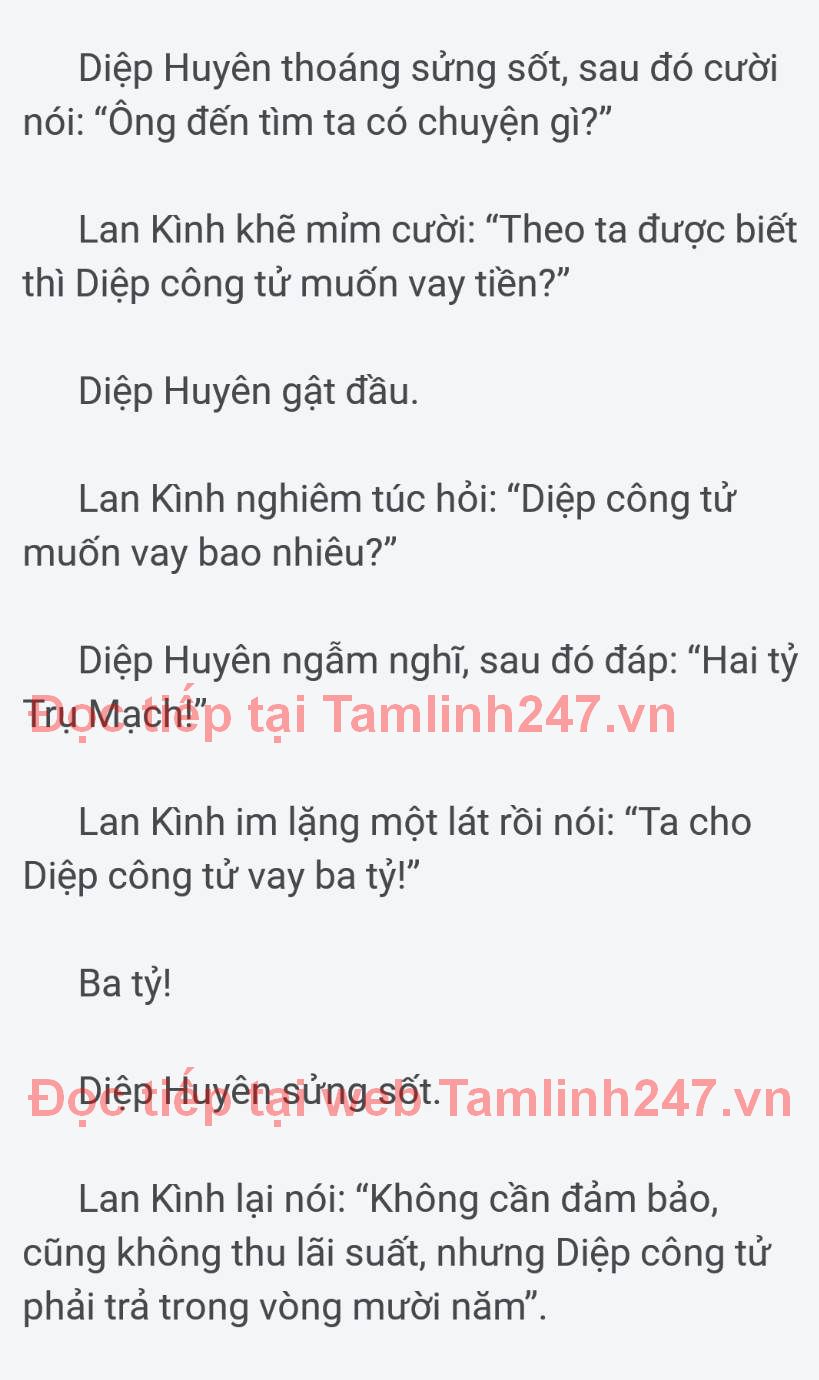 Diệp Huyên thoáng sửng sốt, sau đó cười
nói: “Ông đến tìm ta có chuyện gì?”
Lan Kình khẽ mỉm cười: “Theo ta được biết
thì Diệp công tử muốn vay tiền?”
Diệp Huyên gật đầu.
Lan Kình nghiêm túc hỏi: “Diệp công tử
muốn vay bao nhiêu?”
Diệp Huyên ngẫm nghĩ, sau đó đáp: “Hai tỷ
Trụ Mạch!”
Đọc tiếp tại Tamlinh247.vn
Lan Kình im lặng một lát rồi nói: “Ta cho
Diệp công tử vay ba tỷ!”
Ba tỷ!
Diệp Huyên sửng sốt.
Đọc tiếp tại web Tamlinh247.vn
Lan Kình lại nói: “Không cần đảm bảo,
cũng không thu lãi suất, nhưng Diệp công tử
phải trả trong vòng mười năm”.